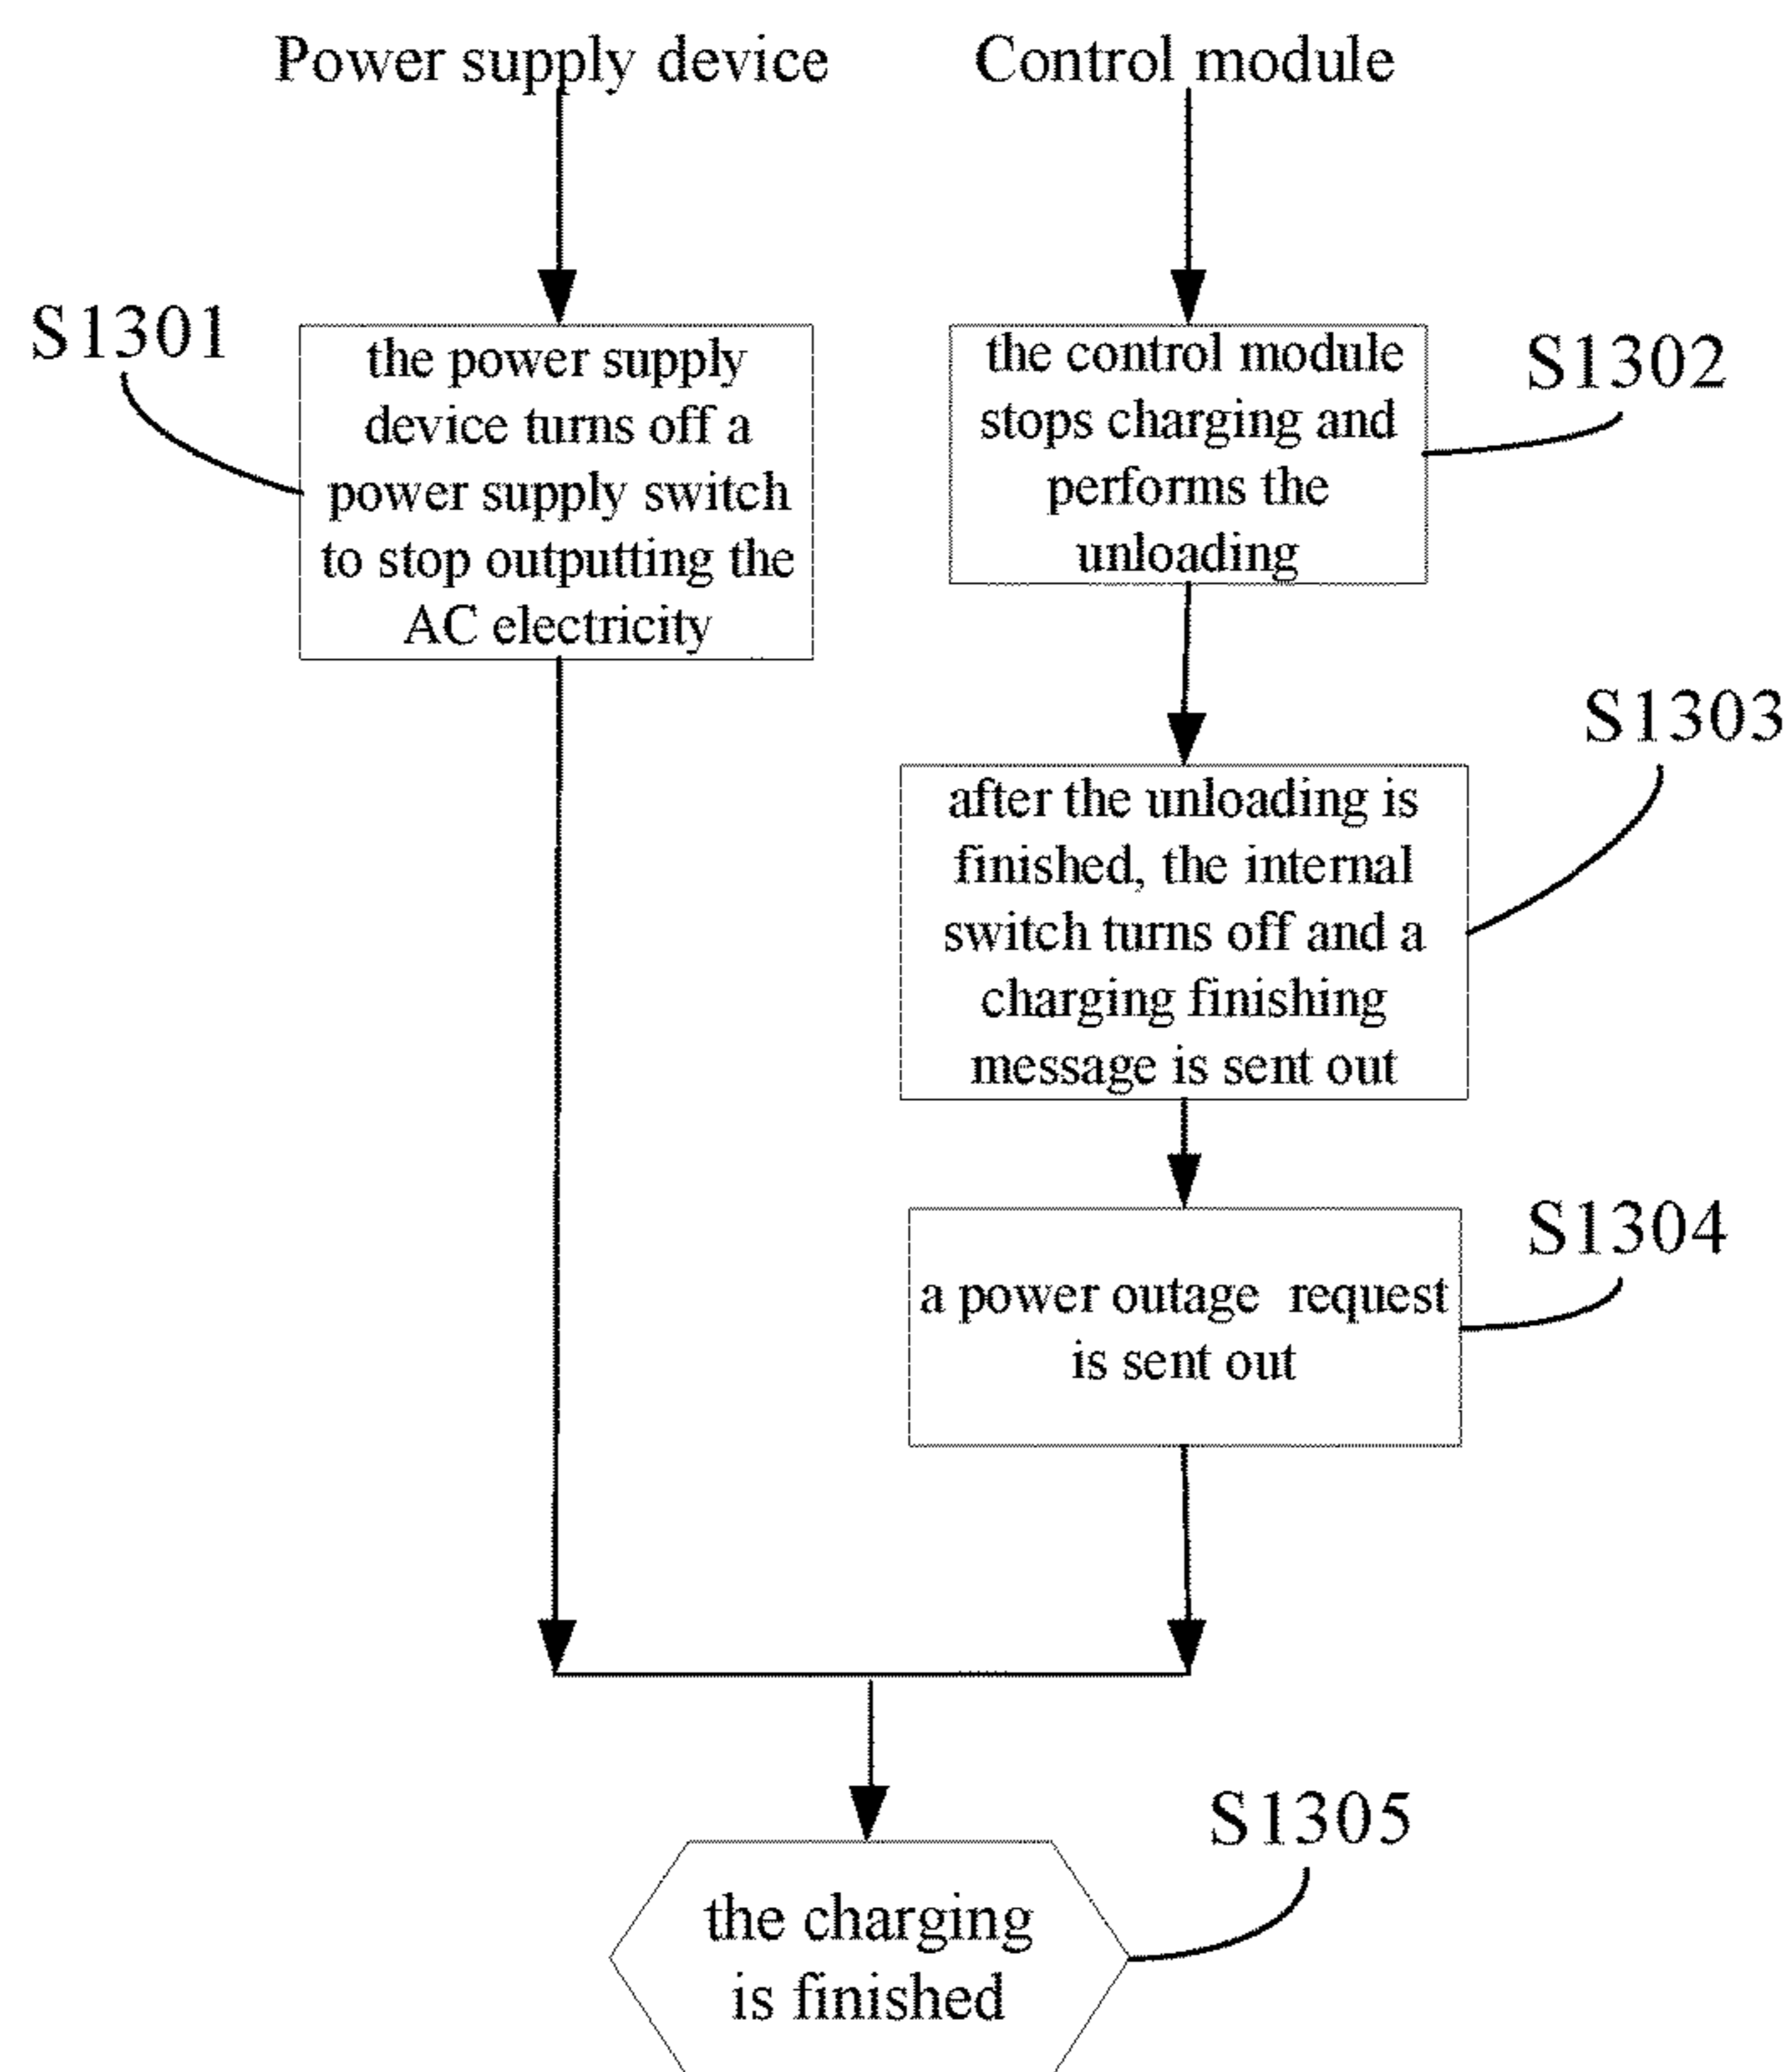 Power supply device
Control module
S1301
the power supply
device turns off a
power supply switch
to stop outputting the
AC electricity
the control module
stops charging and
performs the
unloading
S1302
S1303
after the unloading is
finished, the internal
switch turns off and a
charging finishing
message is sent out
S1304
a power outage request
is sent out
S1305
the charging
is finished